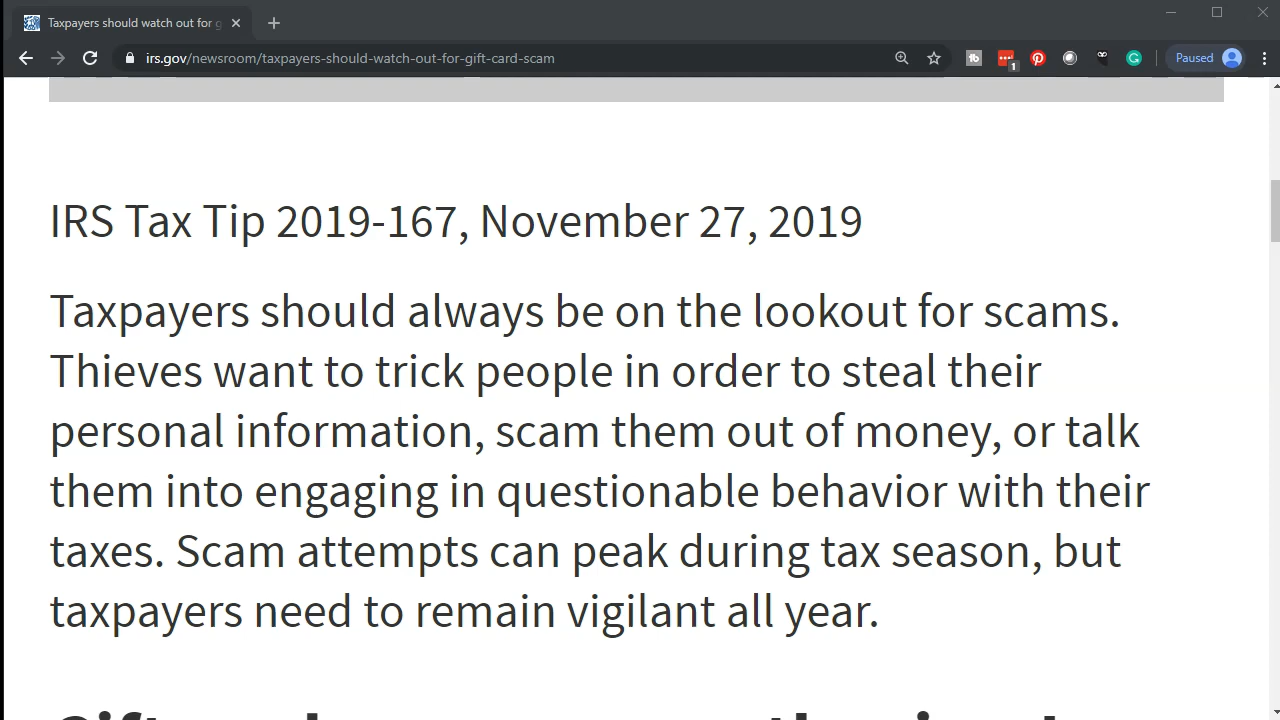 Taxpayers should watch out for g
irs.gov/newsroom/taxpayers-should-watch-out-for-gift-card-scam
1
Paused
IRS Tax Tip 2019-167, November 27, 2019
Taxpayers should always be on the lookout for scams.
Thieves want to trick people in order to steal their
personal information, scam them out of money, or talk
them into engaging in questionable behavior with their
taxes. Scam attempts can peak during tax season, but
taxpayers need to remain vigilant all year.